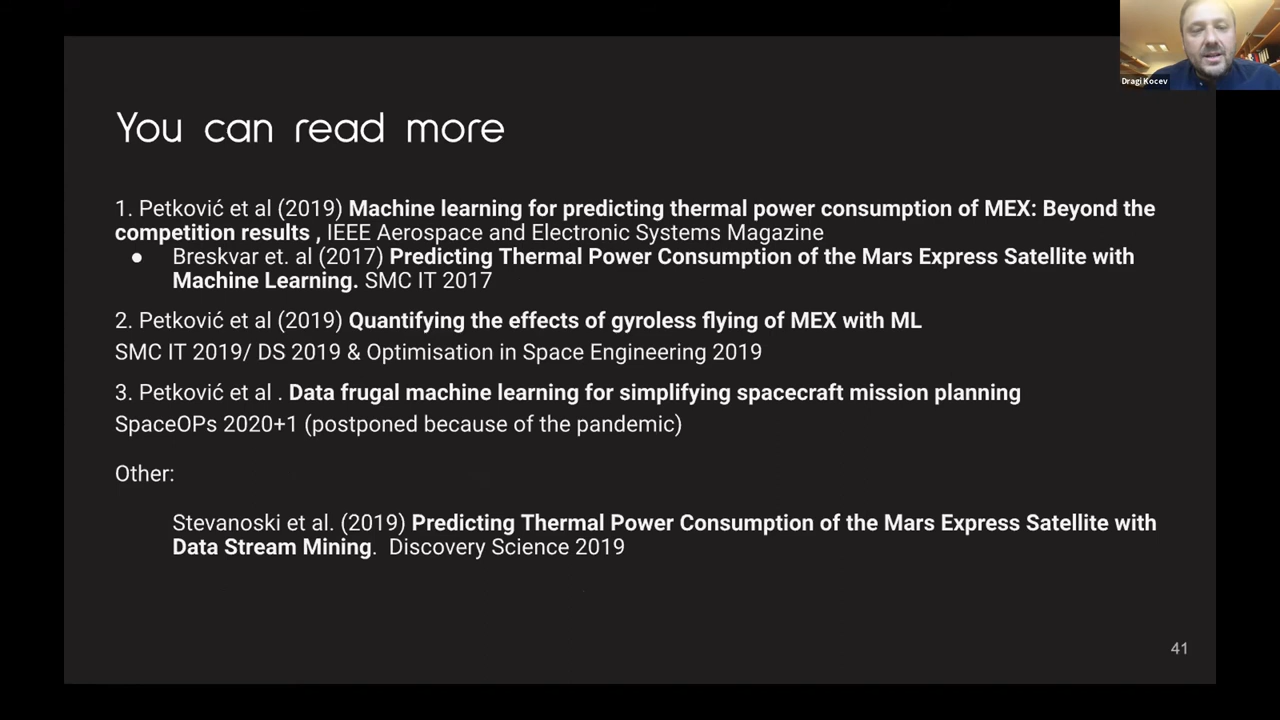 Dragi Kocev
You can read more
1. Petković et al (2019) Machine learning for predicting thermal power consumption of MEX: Beyond the
competition results , IEEE Aerospace and Electronic Systems Magazine
● Breskvar et. al (2017) Predicting Thermal Power Consumption of the Mars Express Satellite with
Machine Learning. SMC IT 2017
2. Petković et al (2019) Quantifying the effects of gyroless flying of MEX with ML
SMC IT 2019/ DS 2019 & Optimisation in Space Engineering 2019
3. Petković et al . Data frugal machine learning for simplifying spacecraft mission planning
SpaceOPs 2020+1 (postponed because of the pandemic)
Other:
Stevanoski et al. (2019) Predicting Thermal Power Consumption of the Mars Express Satellite with
Data Stream Mining. Discovery Science 2019
41